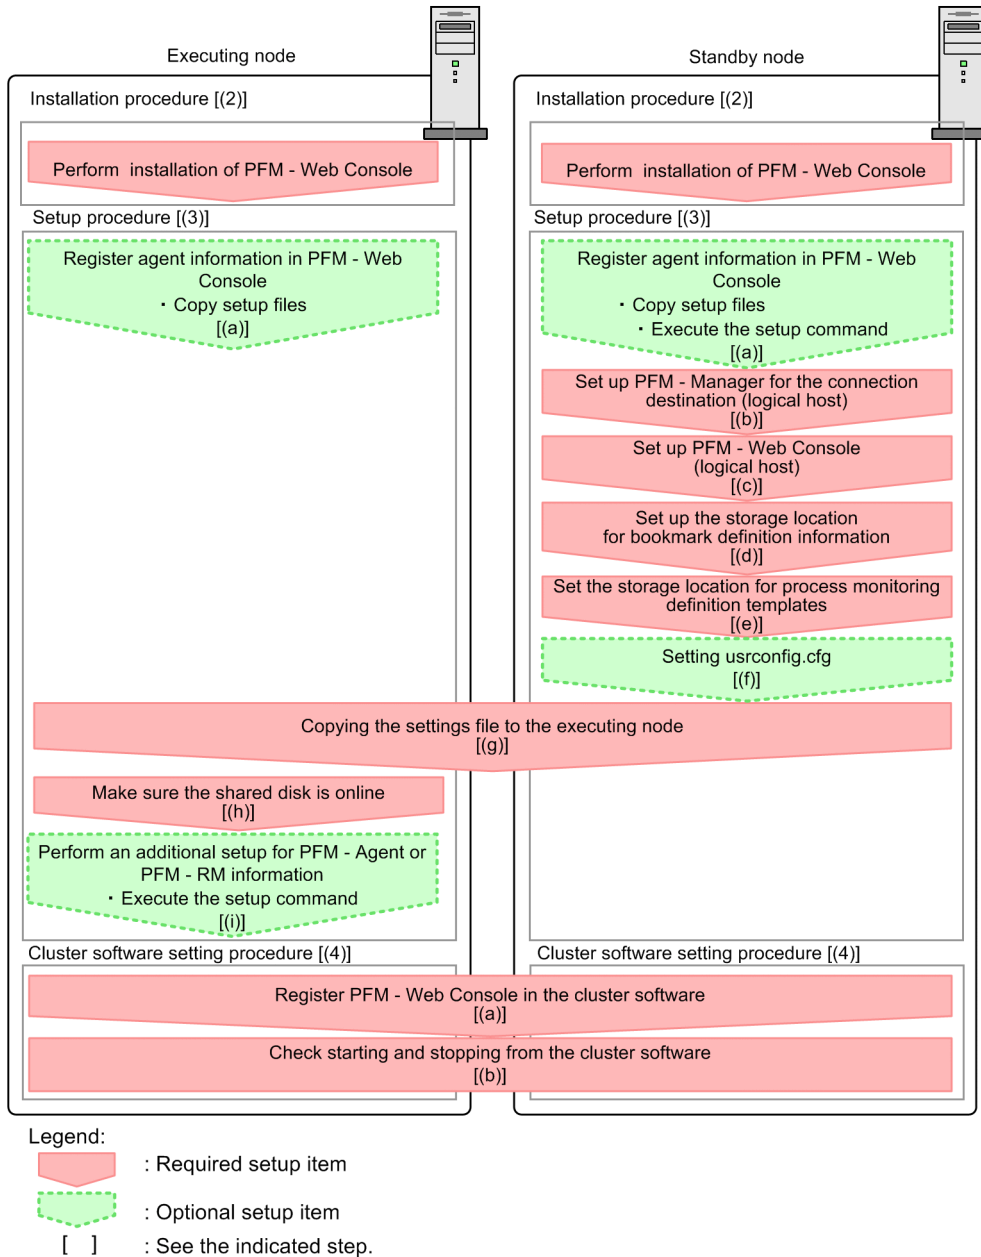 Executing node
Installation procedure [(2)]
Perform installation of PFM - Web Console
Setup procedure [(3)]
Register agent information in PFM - Web
Console
・Copy setup files
[(a)]
Standby node
Installation procedure [(2)]
Perform installation of PFM - Web Console
Setup procedure [(3)]
Register agent information in PFM - Web
Console
・Copy setup files
・Execute the setup command
[(a)]
Set up PFM - Manager for the connection
destination (logical host)
[(b)]
Set up PFM - Web Console
(logical host)
[(c)]
Set up the storage location
for bookmark definition information
[(d)]
Set the storage location for process monitoring
definition templates
[(e)]
Setting usrconfig.cfg
[(f)]
Copying the settings file to the executing node
[(g)]
Make sure the shared disk is online
[(h)]
Perform an additional setup for PFM - Agent or
PFM - RM information
・Execute the setup command
[(i)]
Cluster software setting procedure [(4)]
Cluster software setting procedure [(4)]
Register PFM - Web Console in the cluster software
[(a)]
Check starting and stopping from the cluster software
[(b)]
Legend:
: Required setup item
: Optional setup item
[ ] : See the indicated step.